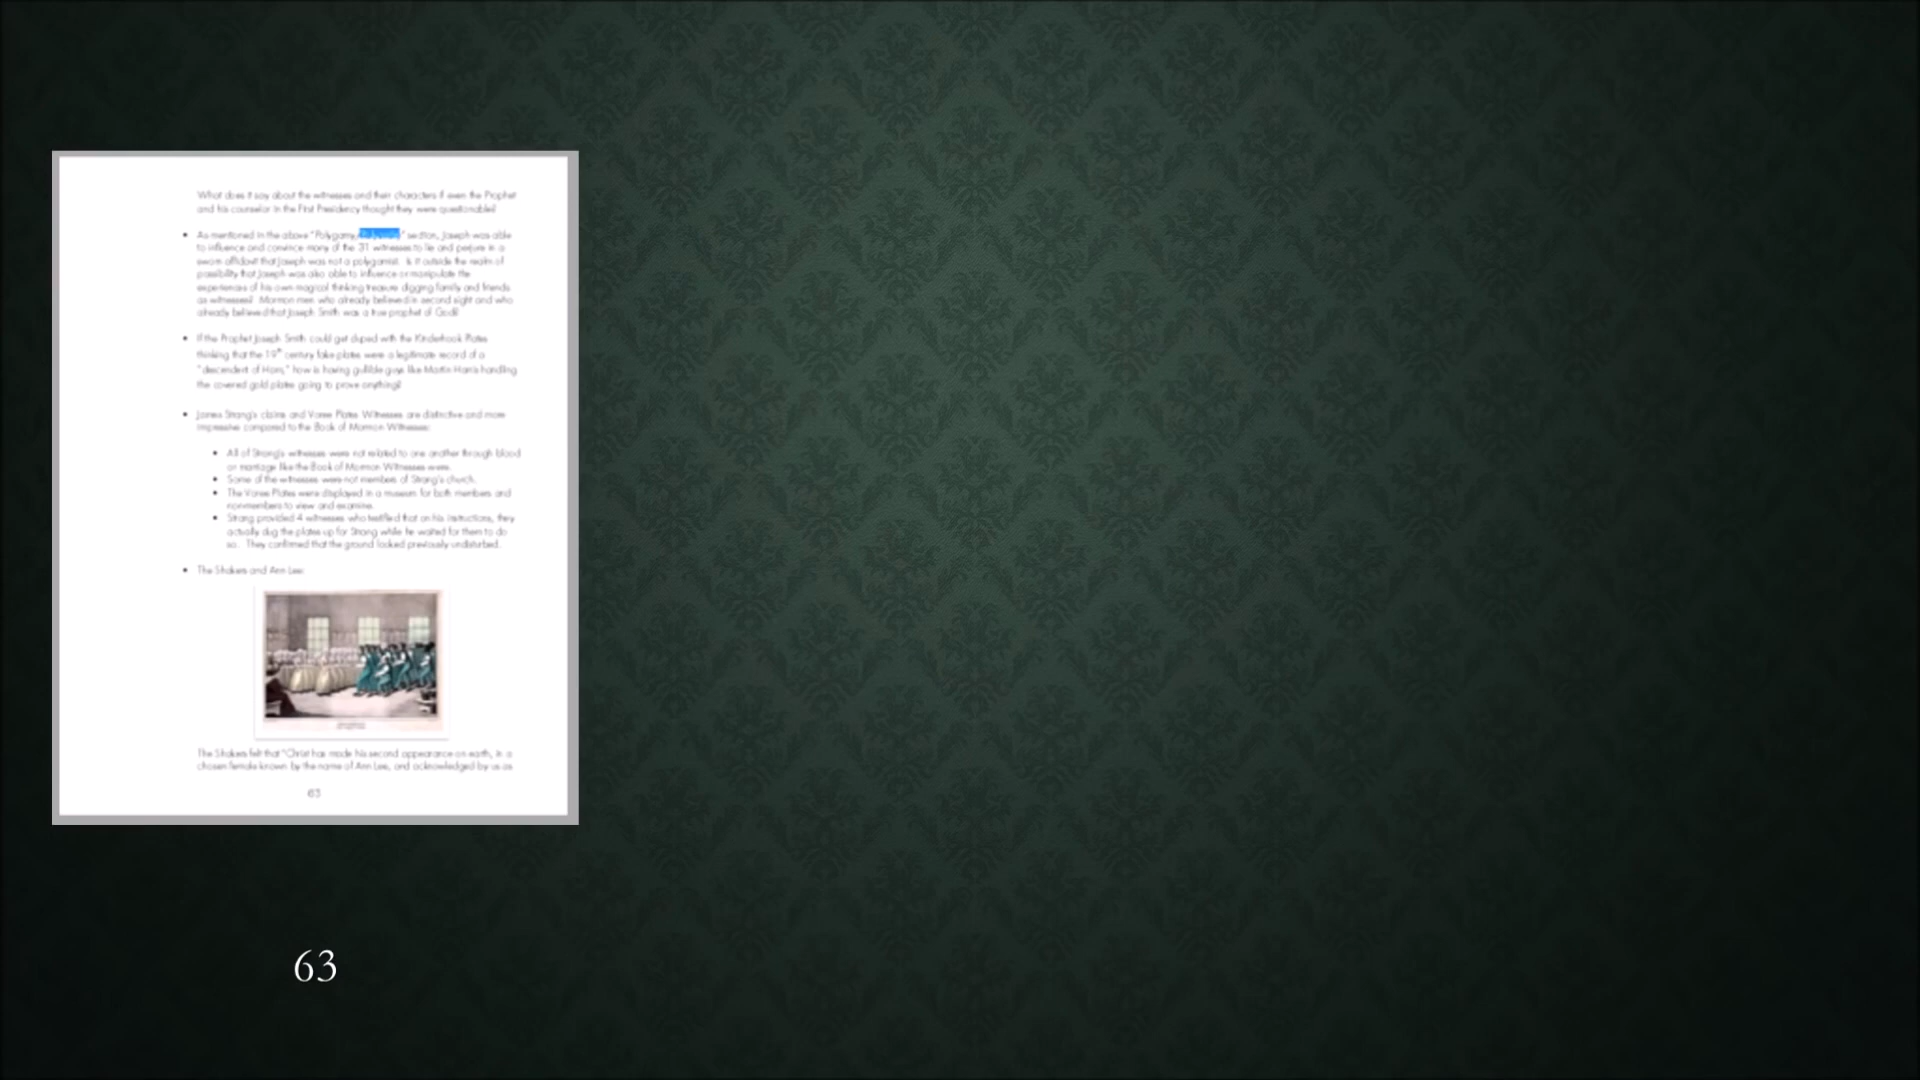 What does it say about the witnesses and their characters if even the Prophet
and his counselor in the First Presidency thought they were questionable?
• As mentioned in the above "Polygamy/ " section, Joseph was able
to influence and convince many of the 31 witnesses to lie and perjure in a
sworn affidavit that Joseph was not a polygamist. Is it outside the realm of
possibility that Joseph was also able to influence or manipulate the
experiences of his own magical thinking treasure digging family and friends
as witnesses? Mormon men who already believed in second sight and who
already believed that Joseph Smith was a true prophet of God?
• If the Prophet Joseph Smith could get duped with the Kinderhook Plates
thinking that the 19th century fake plates were a legitimate record of a
"descendent of Ham," how is having gullible guys like Martin Harris handling
the covered gold plates going to prove anything?
• James Strang's claims and Voree Plates Witnesses are distinctive and more
impressive compared to the Book of Mormon Witnesses:
• All of Strang's witnesses were not related to one another through blood
or marriage like the Book of Mormon Witnesses were.
• Some of the witnesses were not members of Strang's church.
• The Voree Plates were displayed in a museum for both members and
nonmembers to view and examine.
• Strang provided 4 witnesses who testified that on his instructions, they
actually dug the plates up for Strang while he waited for them to do
so. They confirmed that the ground looked previously undisturbed.
• The Shakers and Ann Lee:
The Shakers felt that "Christ has made his second appearance on earth, in a
chosen female known by the name of Ann Lee, and acknowledged by us as
63
63